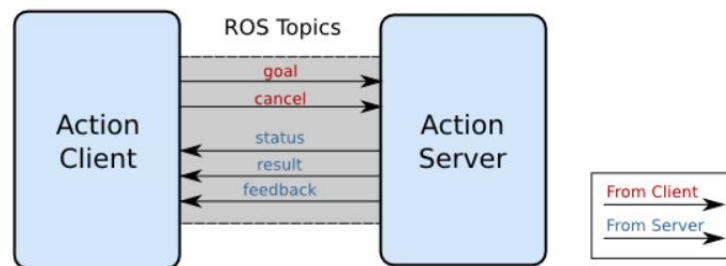 ROS Topics
Action
Client
goal
cancel
status
result
feedback
Action
Server
From Client
From Server